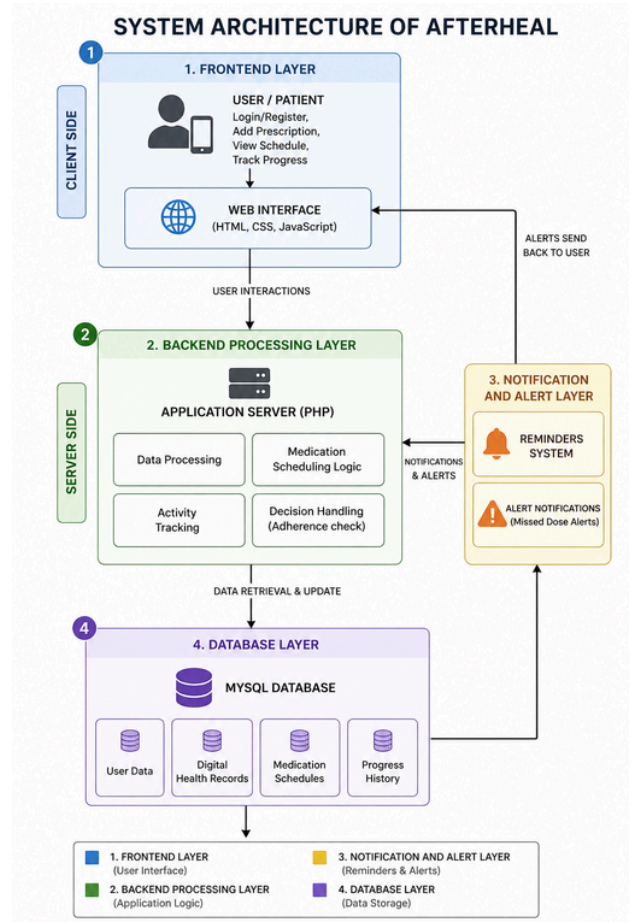 SYSTEM ARCHITECTURE OF AFTERHEAL
1
1. FRONTEND LAYER
CLIENT SIDE
USER / PATIENT
Login/Register,
Add Prescription,
View Schedule,
Track Progress
WEB INTERFACE
(HTML, CSS, JavaScript)
ALERTS SEND
BACK TO USER
USER INTERACTIONS
2
2. BACKEND PROCESSING LAYER
SERVER SIDE
APPLICATION SERVER (PHP)
Data Processing
Medication
Scheduling Logic
Activity
Tracking
Decision Handling
(Adherence check)
NOTIFICATIONS
& ALERTS
3. NOTIFICATION
AND ALERT LAYER
REMINDERS
SYSTEM
ALERT NOTIFICATIONS
(Missed Dose Alerts)
DATA RETRIEVAL & UPDATE
4
4. DATABASE LAYER
MYSQL DATABASE
User Data
Digital
Health Records
Medication
Schedules
Progress
History
1. FRONTEND LAYER
(User Interface)
2. BACKEND PROCESSING LAYER
(Application Logic)
3. NOTIFICATION AND ALERT LAYER
(Reminders & Alerts)
4. DATABASE LAYER
(Data Storage)